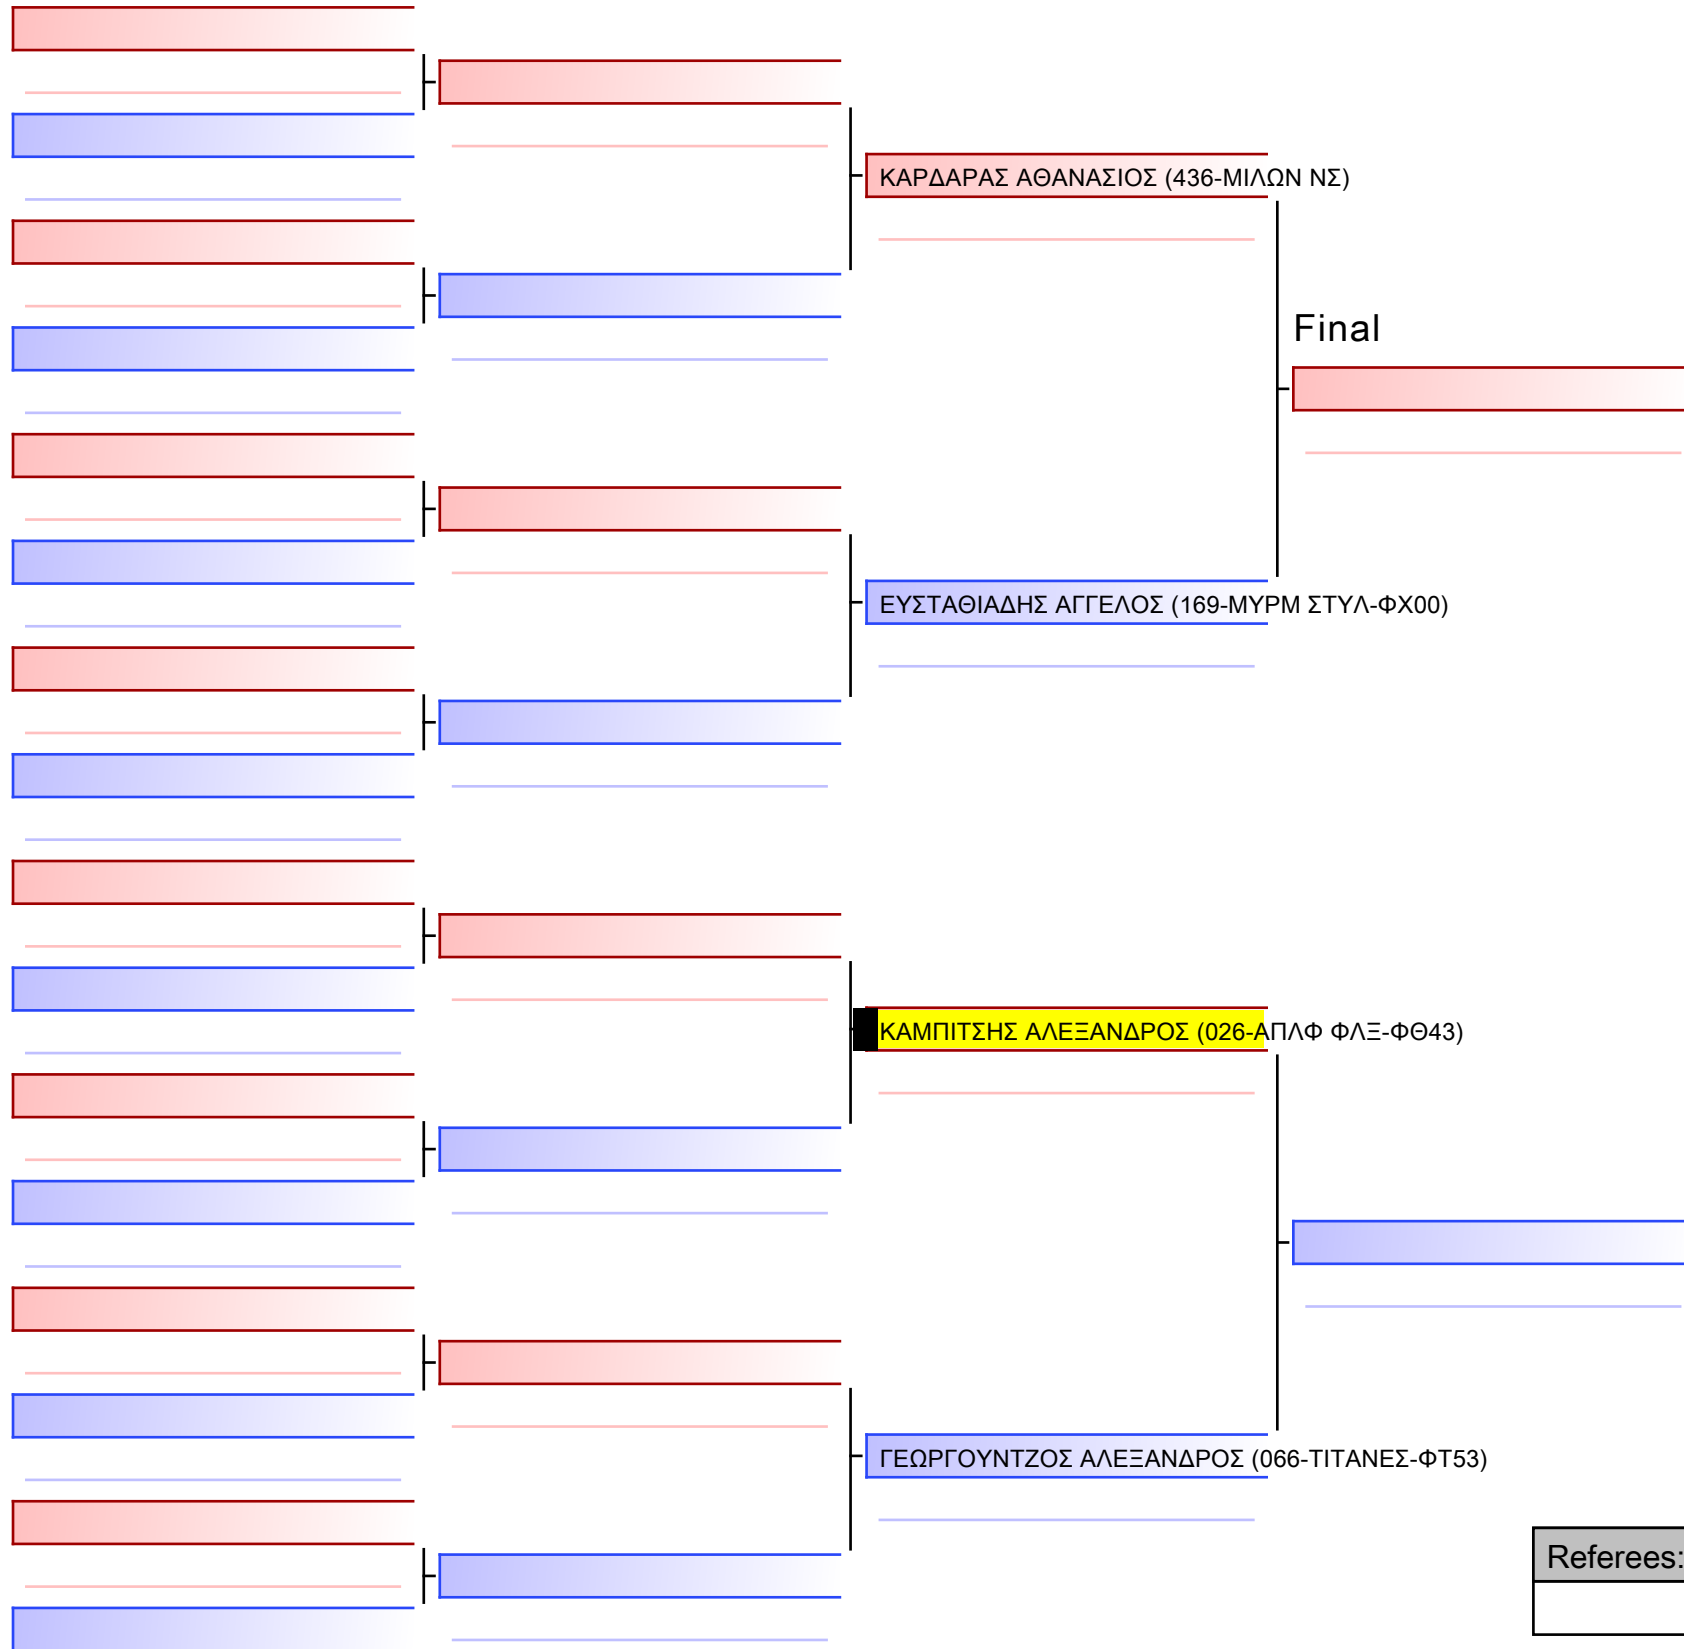 ΚΑΡΔΑΡΑΣ ΑΘΑΝΑΣΙΟΣ (436-ΜΙΛΩΝ ΝΣ)
Final
ΕΥΣΤΑΘΙΑΔΗΣ ΑΓΓΕΛΟΣ (169-ΜΥΡΜ ΣΤΥΛ-ΦΧ00)
ΚΑΜΠΙΤΣΗΣ ΑΛΕΞΑΝΔΡΟΣ (026-ΑΠΛΦ ΦΛΞ-ΦΘ43)
ΓΕΩΡΓΟΥΝΤΖΟΣ ΑΛΕΞΑΝΔΡΟΣ (066-ΤΙΤΑΝΕΣ-ΦΤ53)
Referees: